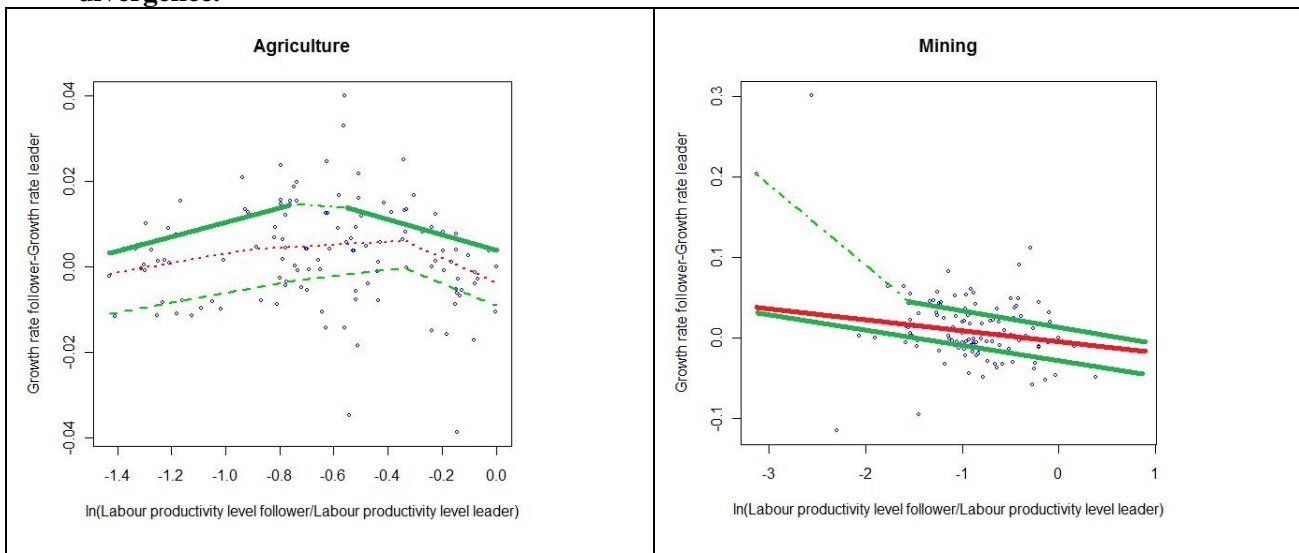 divergence.
Agriculture
Growth rate follower-Growth rate leader
0.04
0.02
0.00
-0.02
-0.04
-1.4 -1.2 -1.0 -0.8 -0.6 -0.4 -0.2 0.0
ln(Labour productivity level follower/Labour productivity level leader)
Mining
Growth rate follower-Growth rate leader
0.3
0.2
0.1
0.0
-0.1
-3 -2 -1 0 1
ln(Labour productivity level follower/Labour productivity level leader)